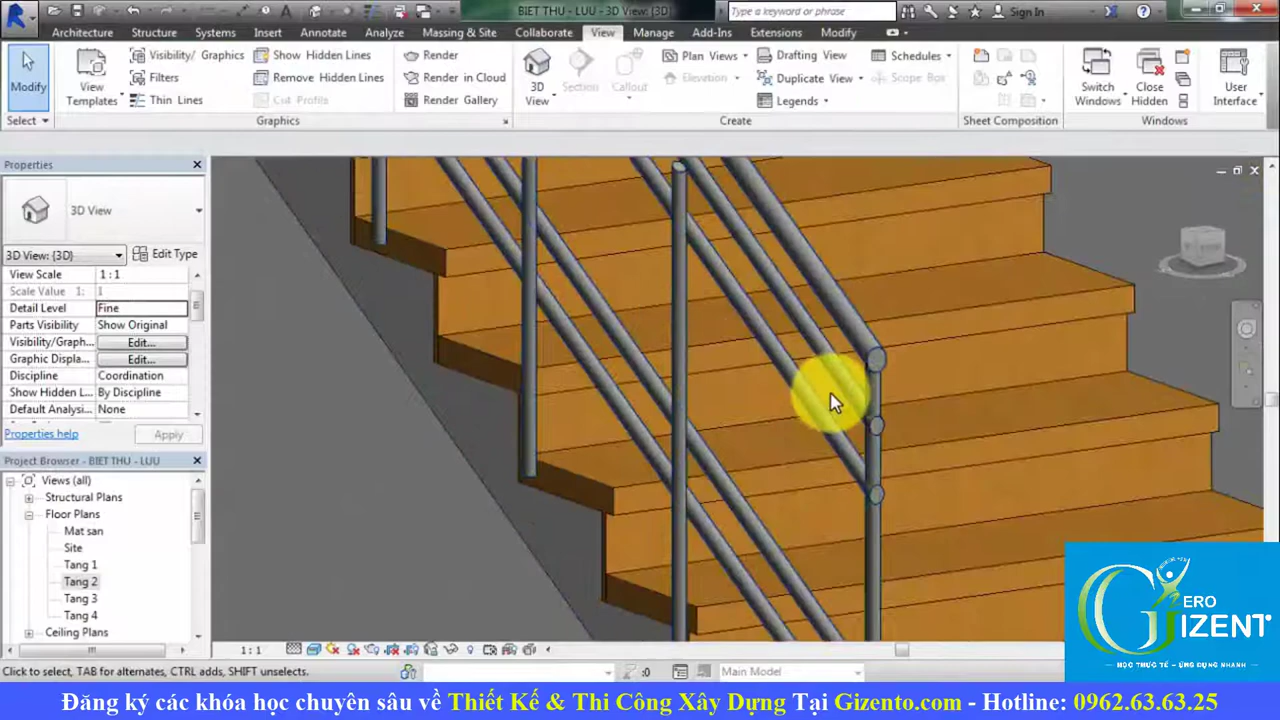 BIET THU - LUU - 3D View: {3D}
Type a keyword or phrase
Sign In
Architecture Structure Systems Insert Annotate Analyze Massing & Site Collaborate View Manage Add-Ins Extensions Modify
Modify
Select
View Templates
Visibility/ Graphics
Filters
Thin Lines
Show Hidden Lines
Remove Hidden Lines
Cut Profile
Graphics
Render
Render in Cloud
Render Gallery
3D View
Section
Callout
Plan Views
Elevation
Drafting View
Duplicate View
Legends
Schedules
Scope Box
Create
Sheet Composition
Switch Windows
Close Hidden
User Interface
Windows
Properties
3D View
3D View: {3D}
Edit Type
View Scale 1 : 1
Scale Value 1: 1
Detail Level Fine
Parts Visibility Show Original
Visibility/Graph... Edit...
Graphic Displa... Edit...
Discipline Coordination
Show Hidden L... By Discipline
Default Analysi... None
Properties help
Apply
Project Browser - BIET THU - LUU
Views (all)
Structural Plans
Floor Plans
Mat san
Site
Tang 1
Tang 2
Tang 3
Tang 4
Ceiling Plans
1 : 1
Click to select, TAB for alternates, CTRL adds, SHIFT unselects.
:0
Main Model
ERO
GIZENT
- HỌC THỰC TẾ - ỨNG DỤNG NHANH -
Đăng ký các khóa học chuyên sâu về Thiết Kế & Thi Công Xây Dựng Tại Gizento.com - Hotline: 0962.63.63.25